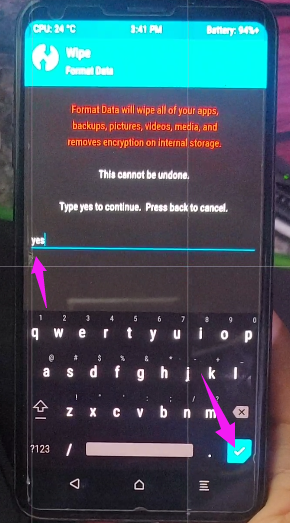 CPU: 24 °C 3:41 PM Battery: 94%+
Wipe
Format Data
Format Data will wipe all of your apps,
backups, pictures, videos, media, and
removes encryption on internal storage.
This cannot be undone.
Type yes to continue. Press back to cancel.
yes
1 2 3 4 5 6 7 8 9 0
q w e r t y u i o p
@ # $ % & * - + 
a s d f g h j k l
! " ' : ; / ?
z x c v b n m
?123 / .